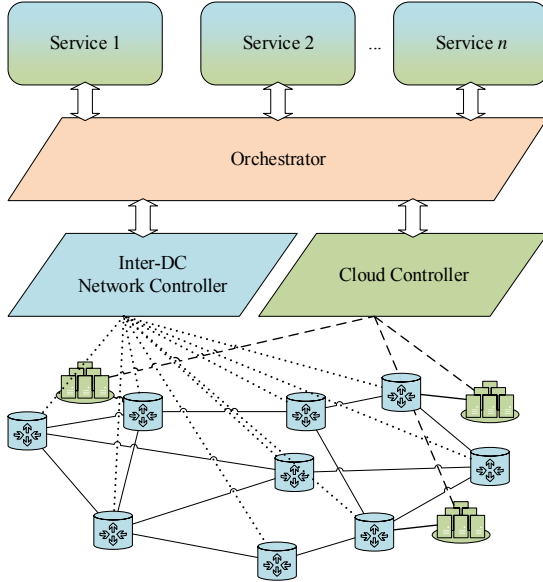 Service 1
Service 2
...
Service n
Orchestrator
Inter-DC
Network Controller
Cloud Controller